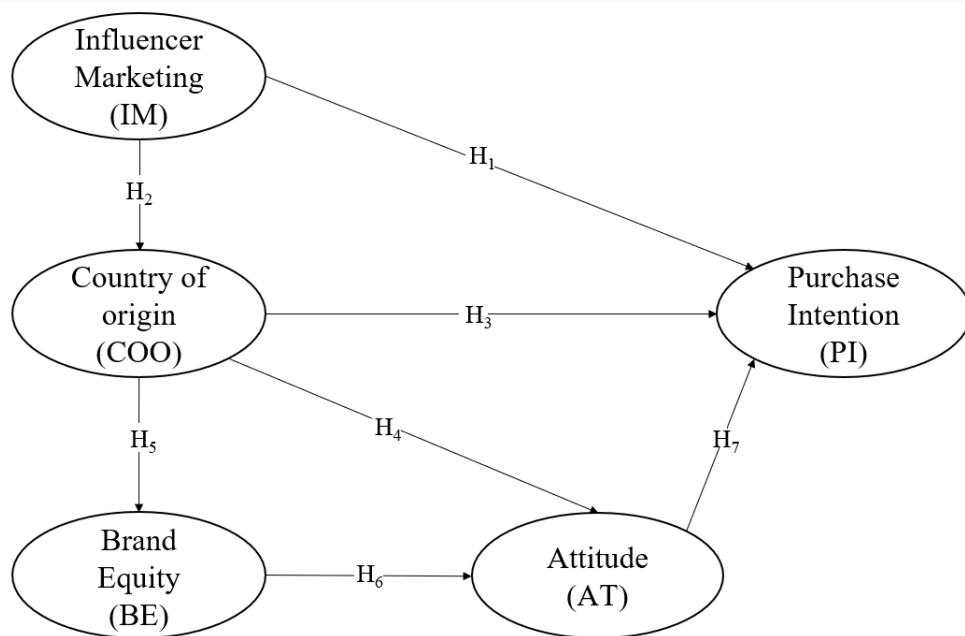 Influencer
Marketing
(IM)
H₁
H₂
Country of
origin
(COO)
H₃
Purchase
Intention
(PI)
H₄
H₅
H₇
Brand
Equity
(BE)
H₆
Attitude
(AT)